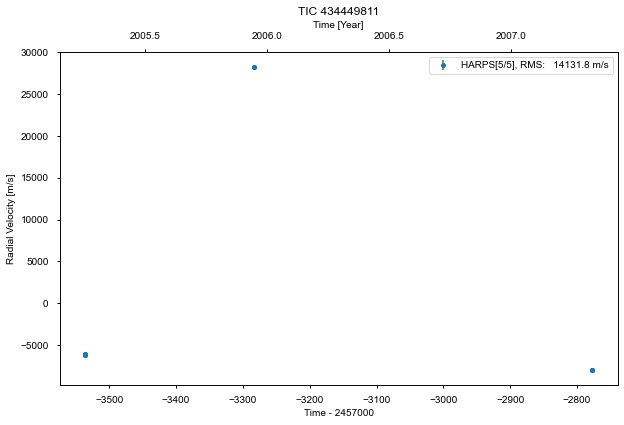 TIC 434449811
Time [Year]
2005.5 2006.0 2006.5 2007.0
HARPS[5/5], RMS: 14131.8 m/s
30000
25000
20000
15000
10000
5000
0
−5000
Radial Velocity [m/s]
−3500 −3400 −3300 −3200 −3100 −3000 −2900 −2800
Time - 2457000